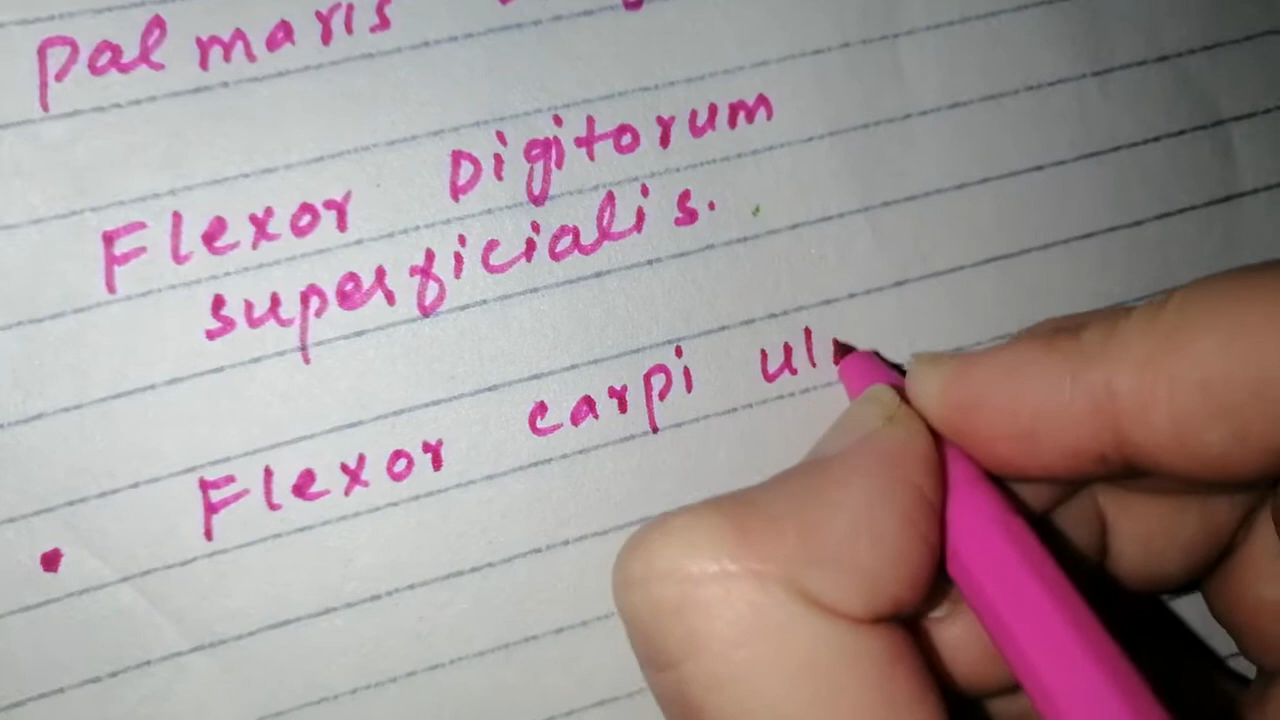 Palmaris
Flexor Digitorum
superficialis.
• Flexor carpi ul